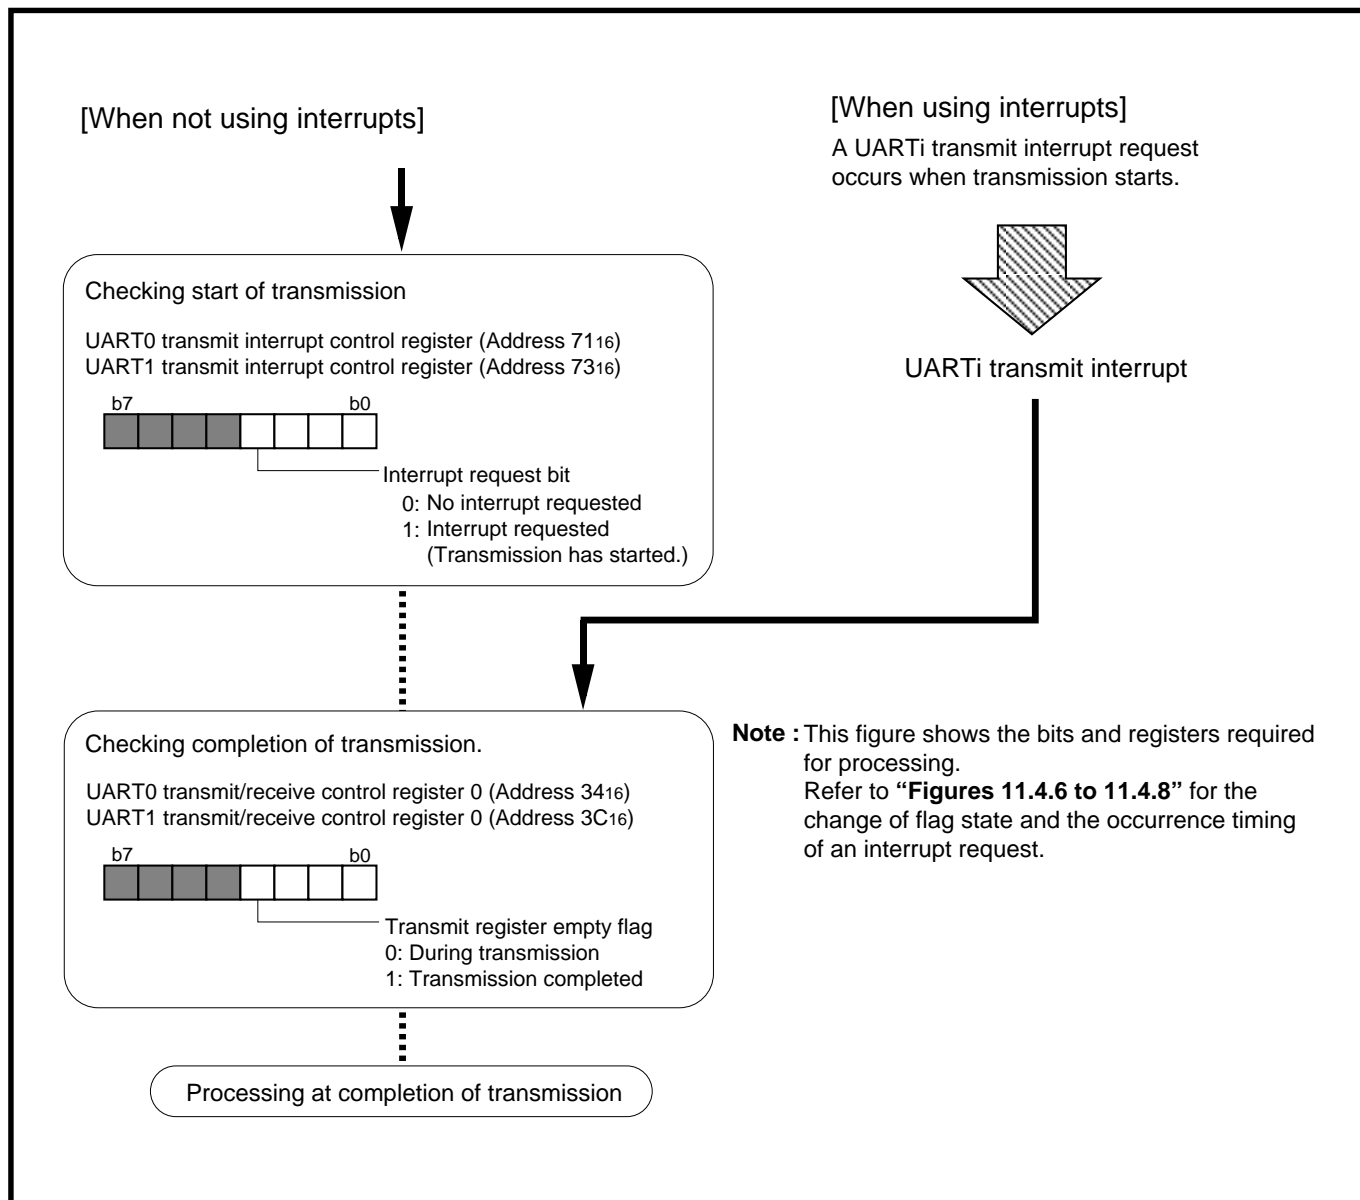 [When not using interrupts]
Checking start of transmission
UART0 transmit interrupt control register (Address 7116)
UART1 transmit interrupt control register (Address 7316)
b7 b0
Interrupt request bit
0: No interrupt requested
1: Interrupt requested
(Transmission has started.)
[When using interrupts]
A UARTi transmit interrupt request
occurs when transmission starts.
UARTi transmit interrupt
Checking completion of transmission.
UART0 transmit/receive control register 0 (Address 3416)
UART1 transmit/receive control register 0 (Address 3C16)
b7 b0
Transmit register empty flag
0: During transmission
1: Transmission completed
Note : This figure shows the bits and registers required
for processing.
Refer to “Figures 11.4.6 to 11.4.8” for the
change of flag state and the occurrence timing
of an interrupt request.
Processing at completion of transmission